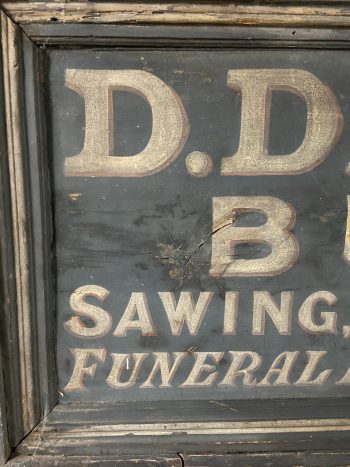 D.D.
B
SAWING,
FUNERAL